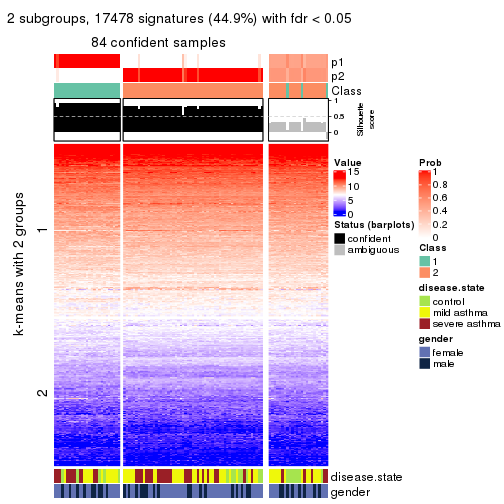 2 subgroups, 17478 signatures (44.9%) with fdr < 0.05
84 confident samples
p1
p2
Class
1
0.5
0
Silhouette
score
k-means with 2 groups
1
2
disease.state
gender
Value
15
10
5
0
Status (barplots)
confident
ambiguous
Prob
1
0.8
0.6
0.4
0.2
0
Class
1
2
disease.state
control
mild asthma
severe asthma
gender
female
male